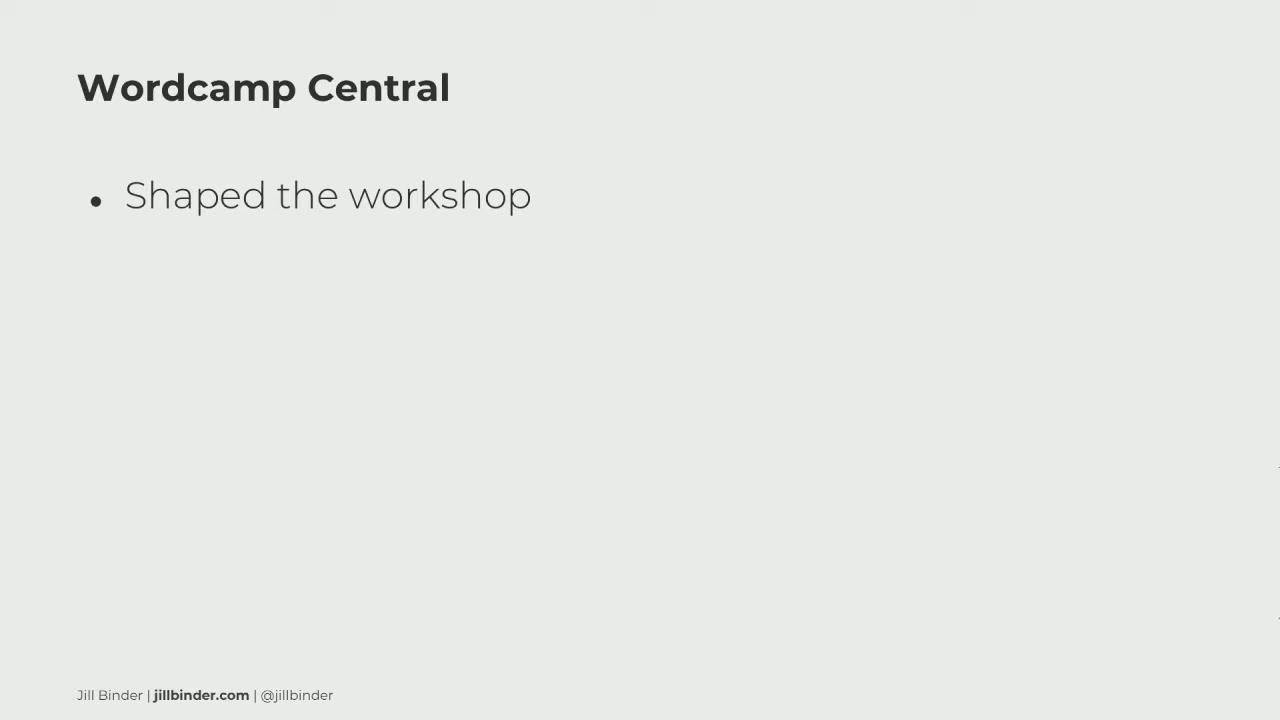 Wordcamp Central
• Shaped the workshop
Jill Binder | jillbinder.com | @jillbinder